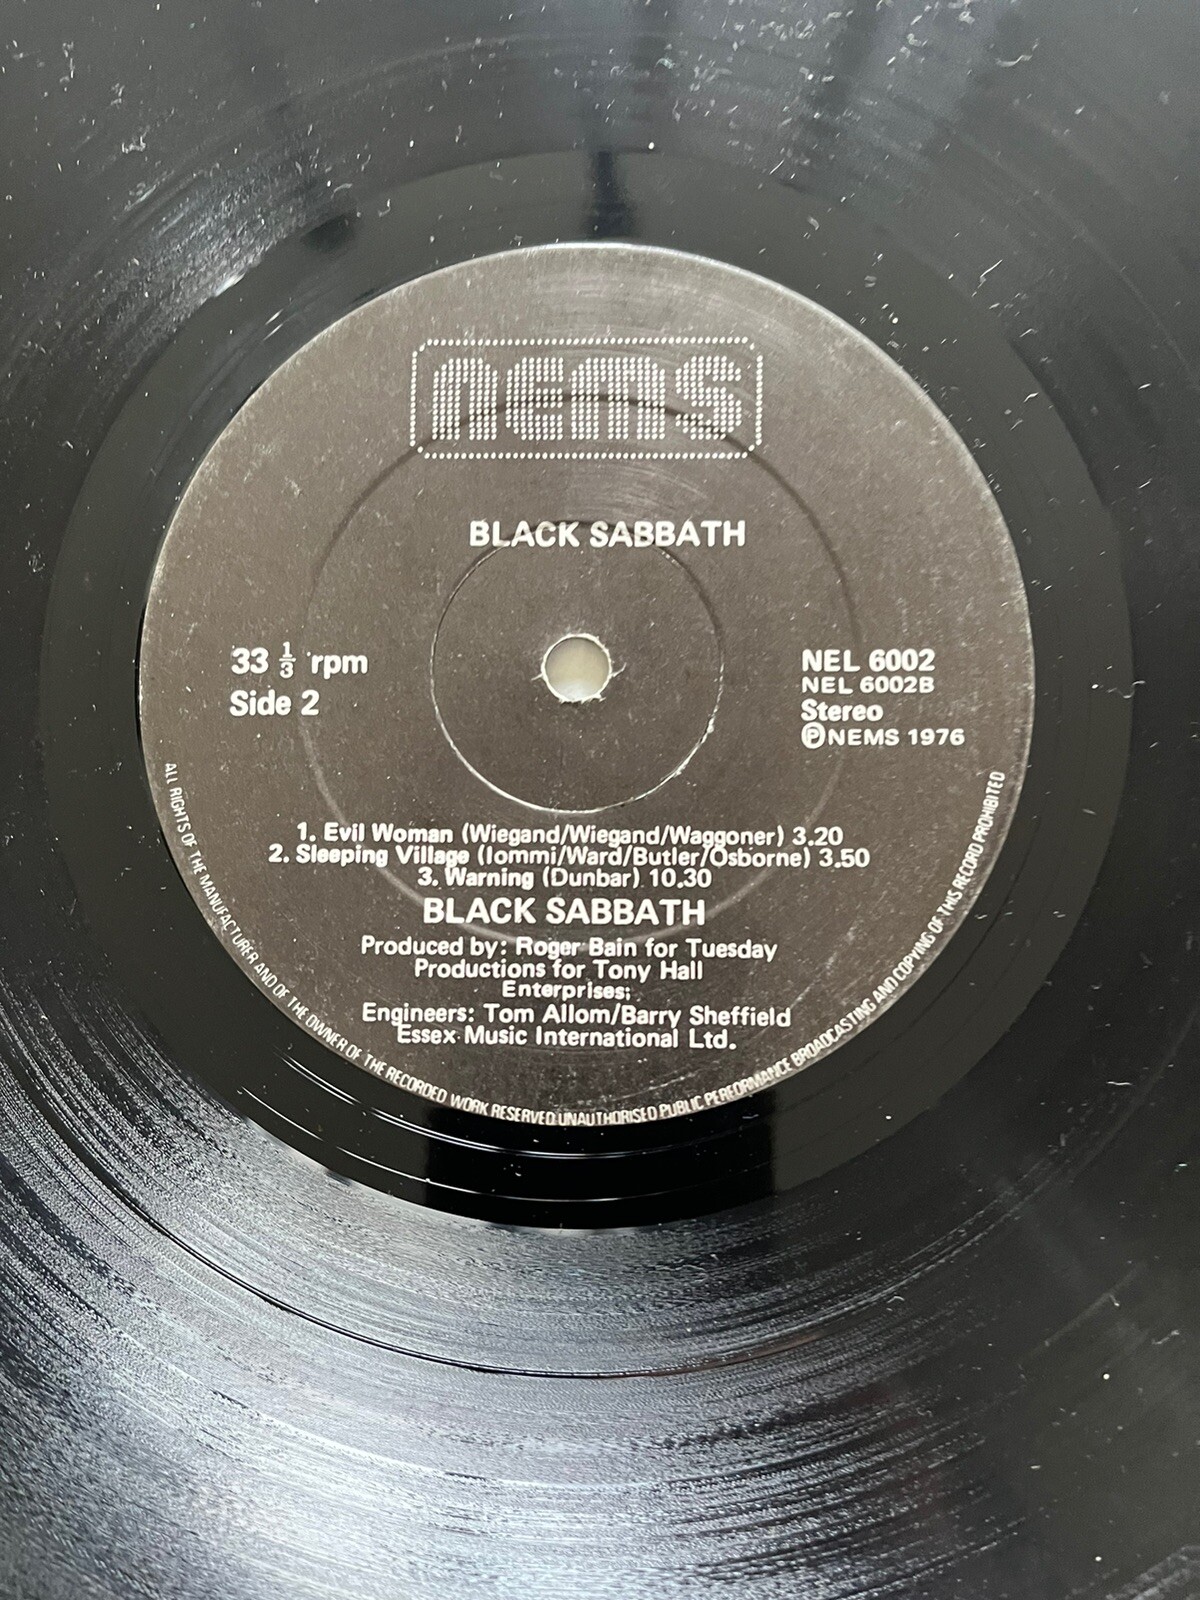 nems
BLACK SABBATH
33 1/3 rpm
Side 2
NEL 6002
NEL 6002B
Stereo
Ⓟ NEMS 1976
1. Evil Woman (Wiegand/Wiegand/Waggoner) 3.20
2. Sleeping Village (Iommi/Ward/Butler/Osborne) 3.50
3. Warning (Dunbar) 10.30
BLACK SABBATH
Produced by: Roger Bain for Tuesday
Productions for Tony Hall
Enterprises;
Engineers: Tom Allom/Barry Sheffield
Essex Music International Ltd.
ALL RIGHTS OF THE MANUFACTURER AND OF THE OWNER OF THE RECORDED WORK RESERVED UNAUTHORISED PUBLIC PERFORMANCE BROADCASTING AND COPYING OF THIS RECORD PROHIBITED